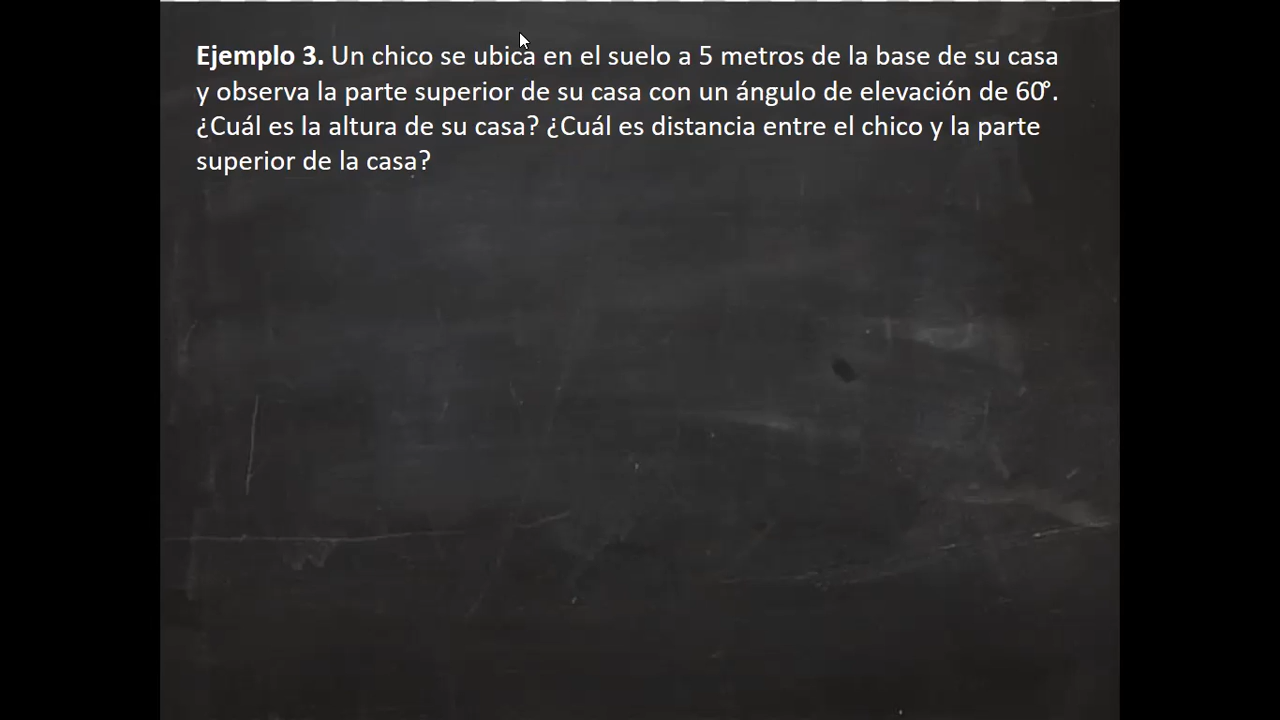 Ejemplo 3. Un chico se ubica en el suelo a 5 metros de la base de su casa
y observa la parte superior de su casa con un ángulo de elevación de 60°.
¿Cuál es la altura de su casa? ¿Cuál es distancia entre el chico y la parte
superior de la casa?